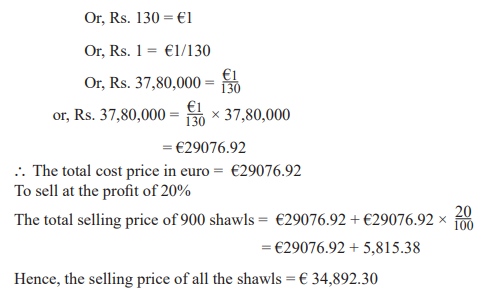 Or, Rs. 130 = €1
Or, Rs. 1 = €1/130
Or, Rs. 37,80,000 = €1/130
or, Rs. 37,80,000 = €1/130 × 37,80,000
= €29076.92
∴ The total cost price in euro = €29076.92
To sell at the profit of 20%
The total selling price of 900 shawls = €29076.92 + €29076.92 × 20/100
= €29076.92 + 5,815.38
Hence, the selling price of all the shawls = € 34,892.30